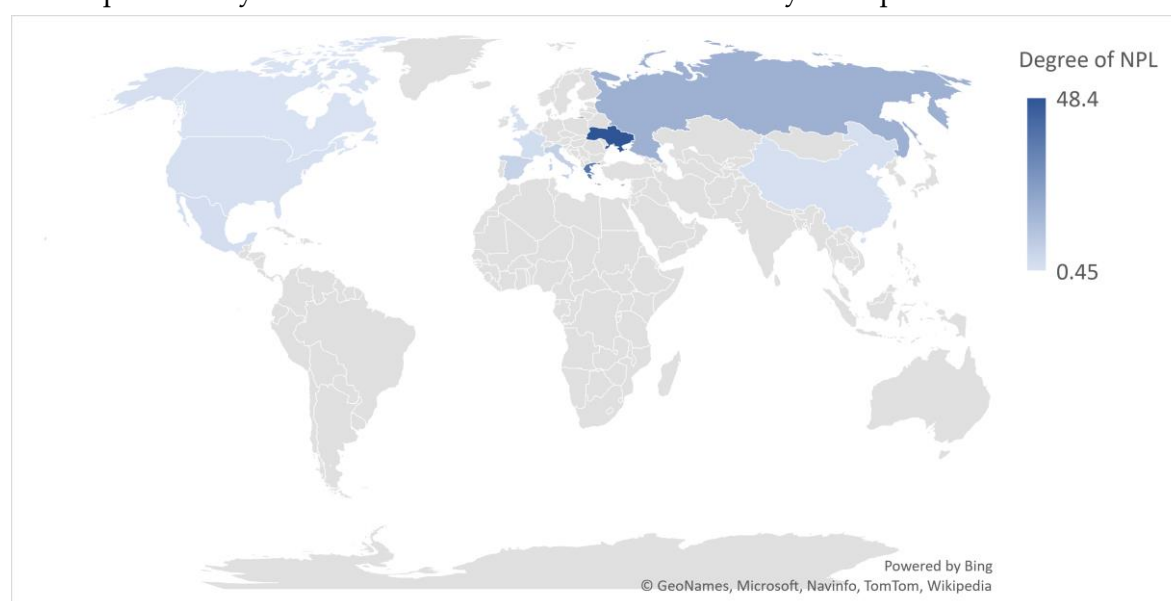 Degree of NPL
48.4
0.45
Powered by Bing
© GeoNames, Microsoft, Navinfo, TomTom, Wikipedia